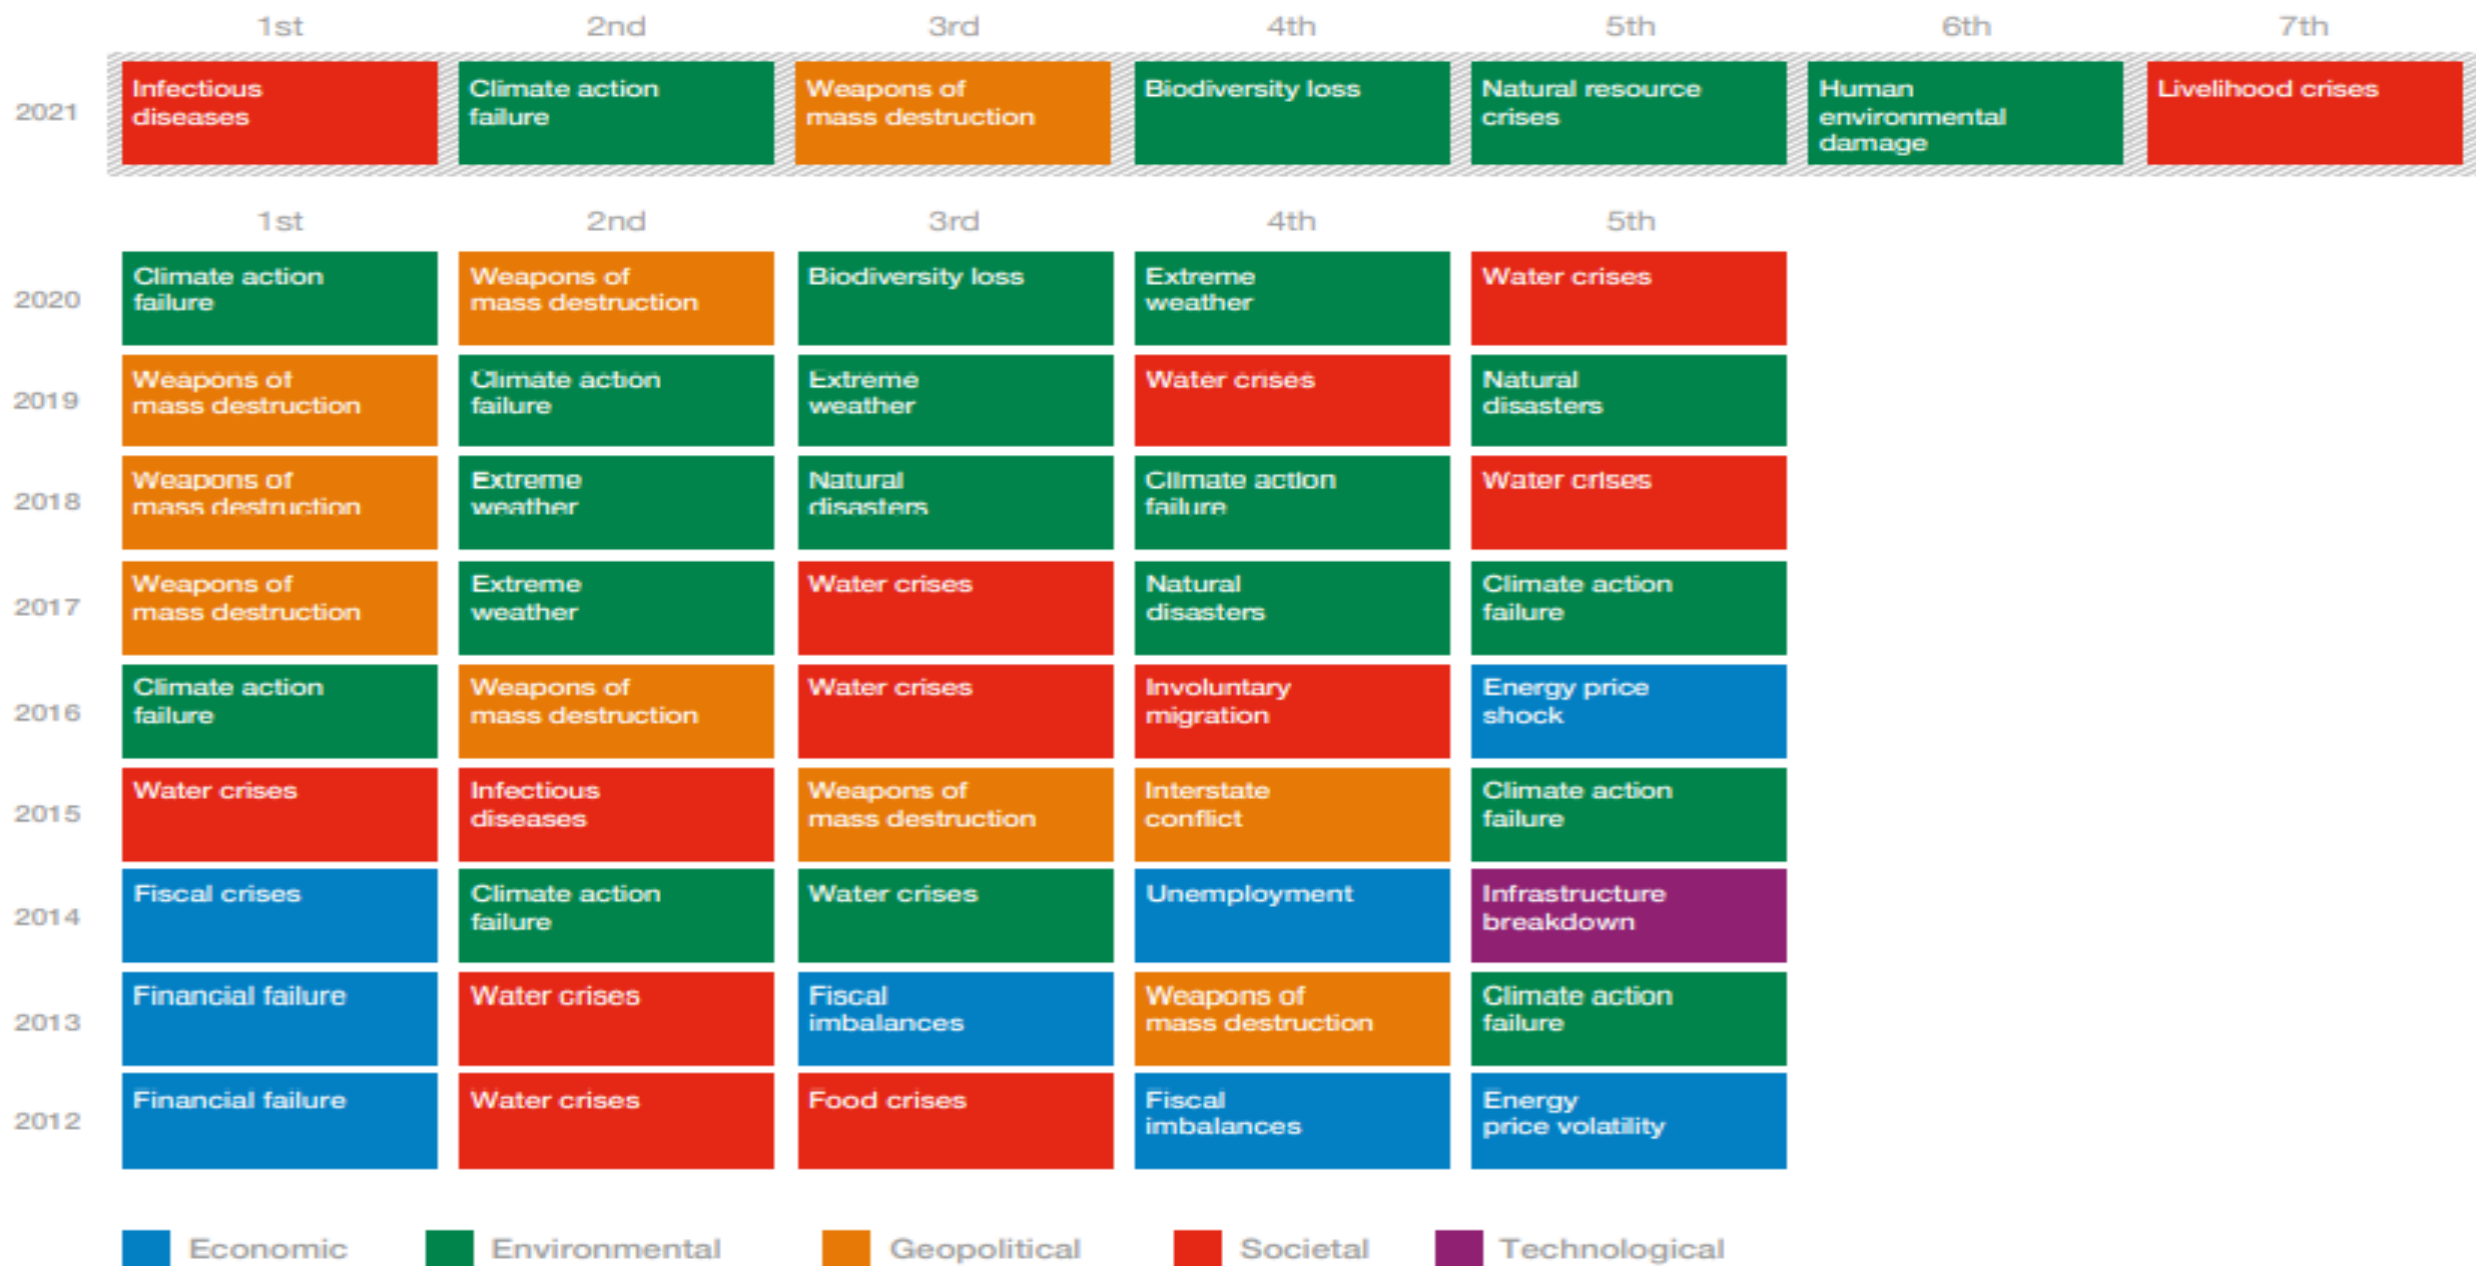 1st 2nd 3rd 4th 5th 6th 7th
2021
Infectious diseases
Climate action failure
Weapons of mass destruction
Biodiversity loss
Natural resource crises
Human environmental damage
Livelihood crises
1st 2nd 3rd 4th 5th
2020
Climate action failure
Weapons of mass destruction
Biodiversity loss
Extreme weather
Water crises
2019
Weapons of mass destruction
Climate action failure
Extreme weather
Water crises
Natural disasters
2018
Weapons of mass destruction
Extreme weather
Natural disasters
Climate action failure
Water crises
2017
Weapons of mass destruction
Extreme weather
Water crises
Natural disasters
Climate action failure
2016
Climate action failure
Weapons of mass destruction
Water crises
Involuntary migration
Energy price shock
2015
Water crises
Infectious diseases
Weapons of mass destruction
Interstate conflict
Climate action failure
2014
Fiscal crises
Climate action failure
Water crises
Unemployment
Infrastructure breakdown
2013
Financial failure
Water crises
Fiscal imbalances
Weapons of mass destruction
Climate action failure
2012
Financial failure
Water crises
Food crises
Fiscal imbalances
Energy price volatility
Economic Environmental Geopolitical Societal Technological